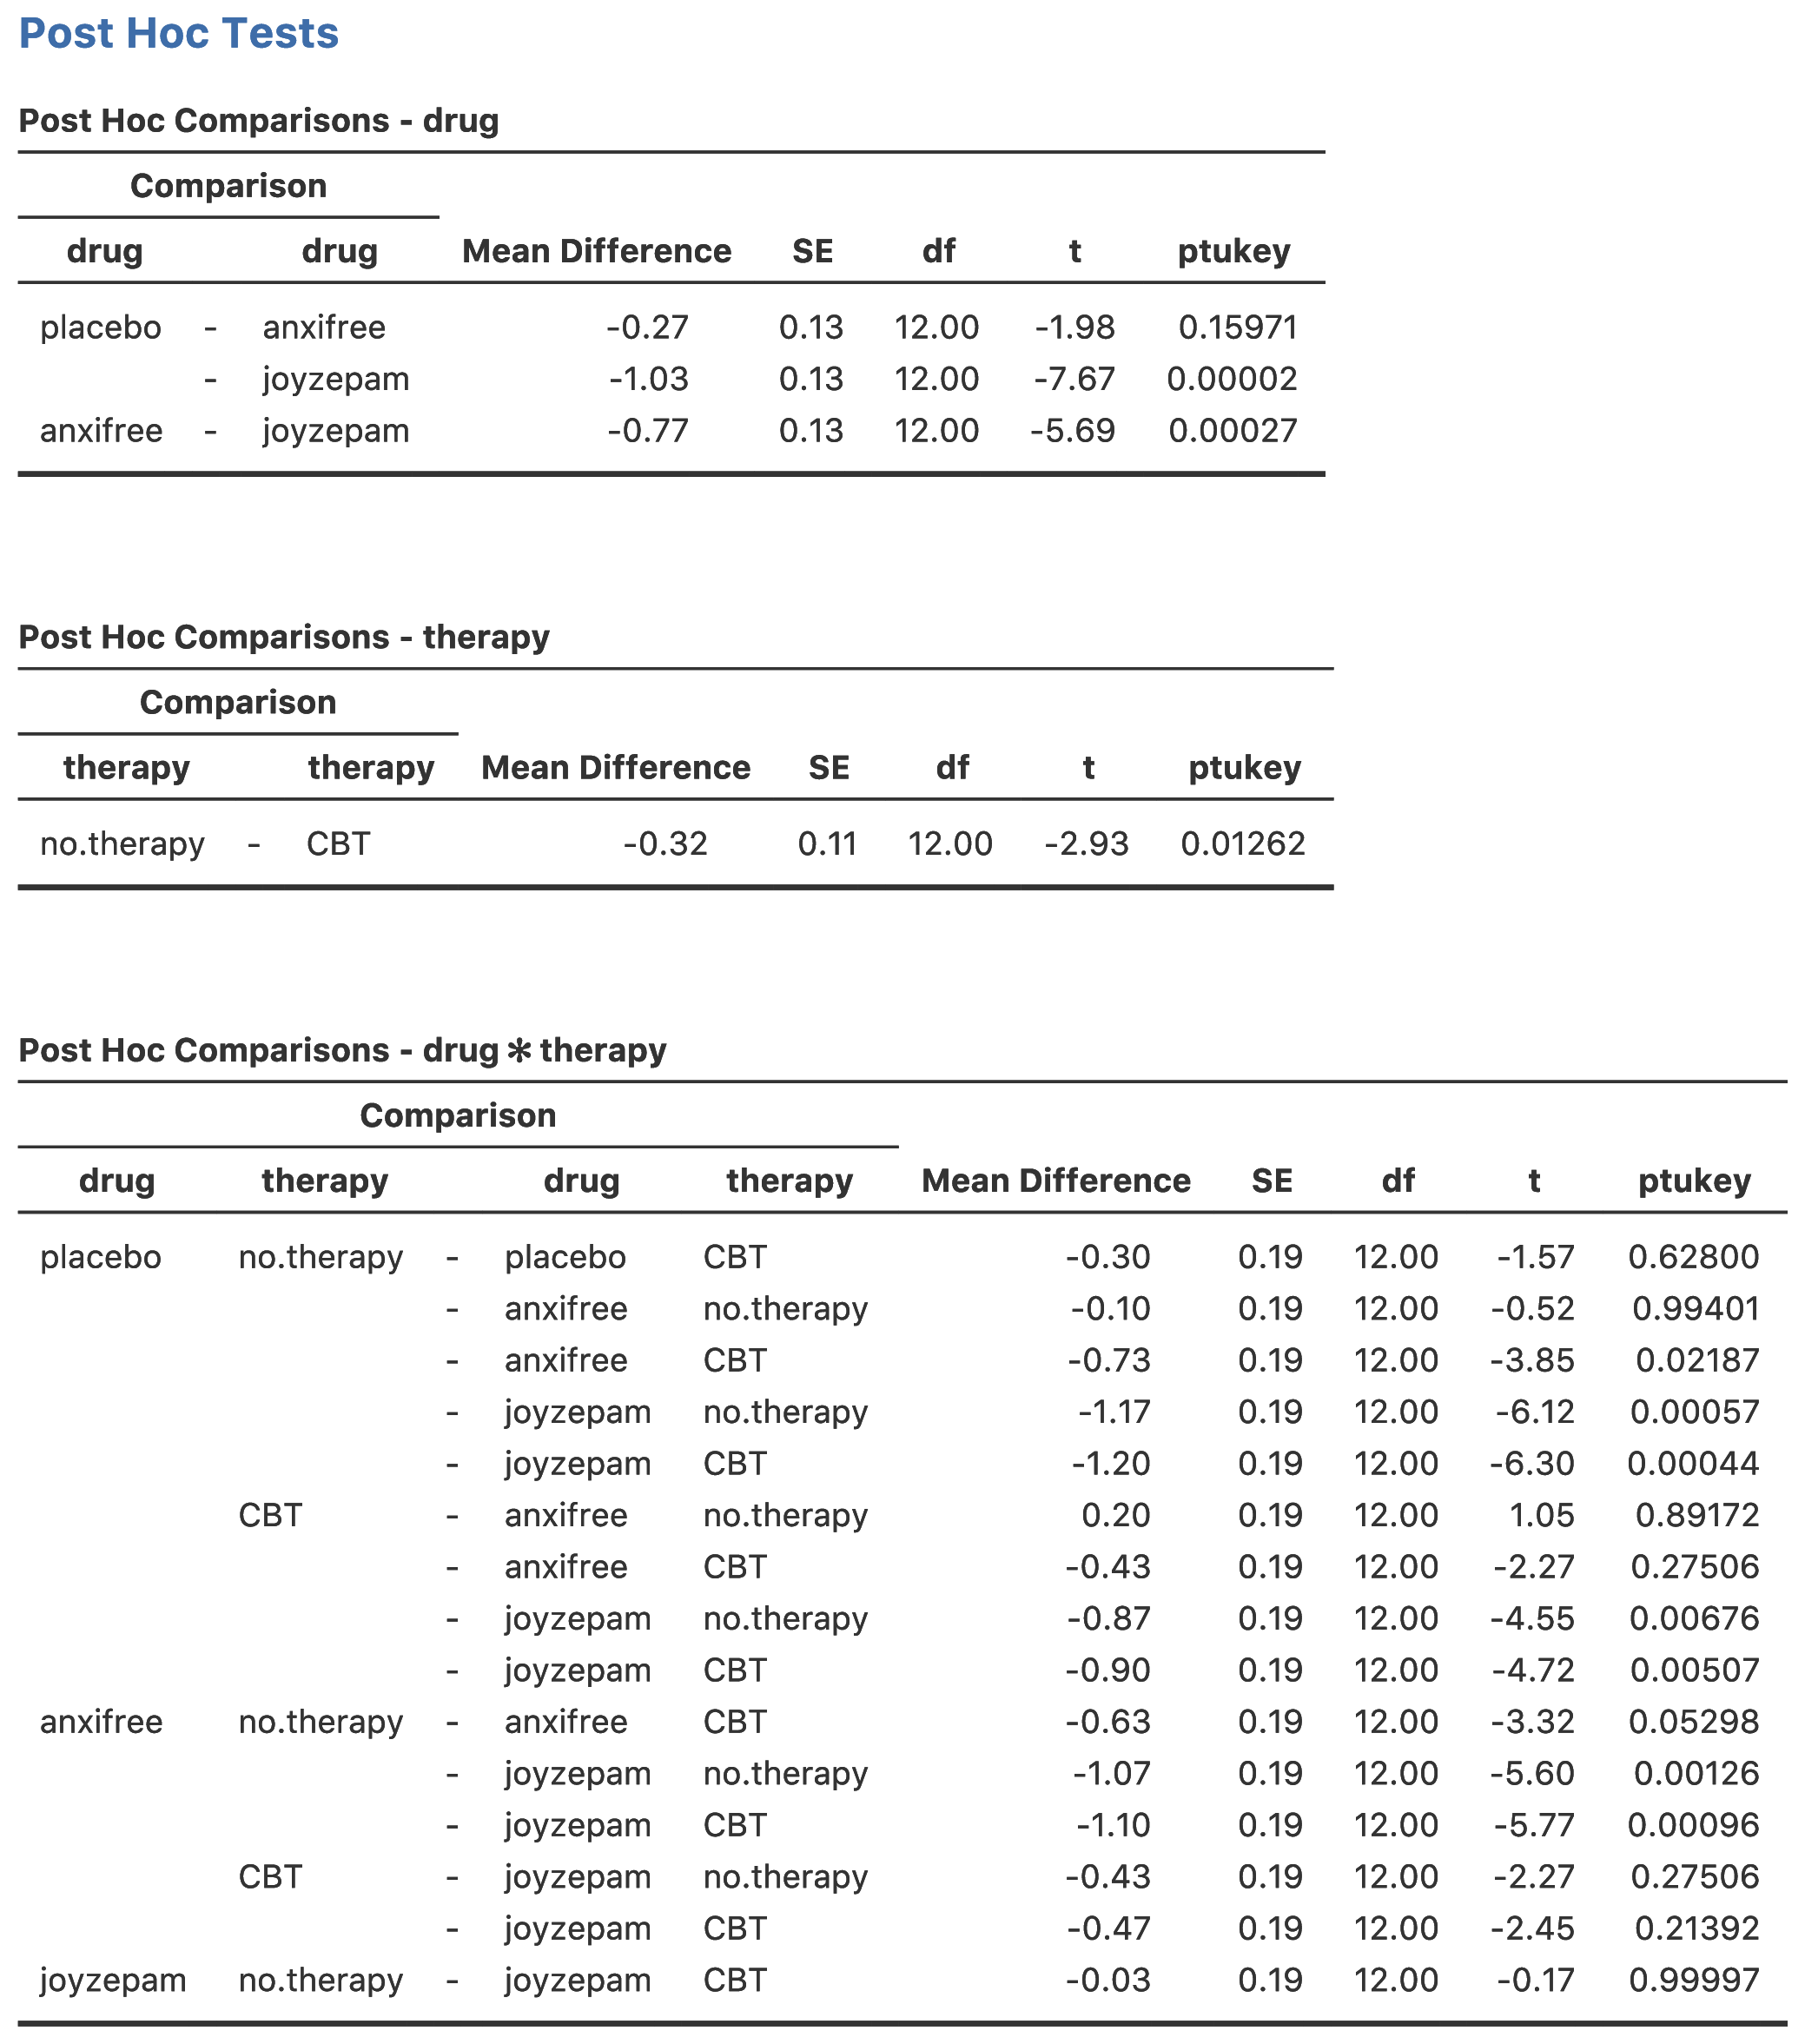 Post Hoc Tests
Post Hoc Comparisons - drug
Comparison
drug drug Mean Difference SE df t ptukey
placebo - anxifree -0.27 0.13 12.00 -1.98 0.15971
- joyzepam -1.03 0.13 12.00 -7.67 0.00002
anxifree - joyzepam -0.77 0.13 12.00 -5.69 0.00027
Post Hoc Comparisons - therapy
Comparison
therapy therapy Mean Difference SE df t ptukey
no.therapy - CBT -0.32 0.11 12.00 -2.93 0.01262
Post Hoc Comparisons - drug ✻ therapy
Comparison
drug therapy drug therapy Mean Difference SE df t ptukey
placebo no.therapy - placebo CBT -0.30 0.19 12.00 -1.57 0.62800
- anxifree no.therapy -0.10 0.19 12.00 -0.52 0.99401
- anxifree CBT -0.73 0.19 12.00 -3.85 0.02187
- joyzepam no.therapy -1.17 0.19 12.00 -6.12 0.00057
- joyzepam CBT -1.20 0.19 12.00 -6.30 0.00044
CBT - anxifree no.therapy 0.20 0.19 12.00 1.05 0.89172
- anxifree CBT -0.43 0.19 12.00 -2.27 0.27506
- joyzepam no.therapy -0.87 0.19 12.00 -4.55 0.00676
- joyzepam CBT -0.90 0.19 12.00 -4.72 0.00507
anxifree no.therapy - anxifree CBT -0.63 0.19 12.00 -3.32 0.05298
- joyzepam no.therapy -1.07 0.19 12.00 -5.60 0.00126
- joyzepam CBT -1.10 0.19 12.00 -5.77 0.00096
CBT - joyzepam no.therapy -0.43 0.19 12.00 -2.27 0.27506
- joyzepam CBT -0.47 0.19 12.00 -2.45 0.21392
joyzepam no.therapy - joyzepam CBT -0.03 0.19 12.00 -0.17 0.99997